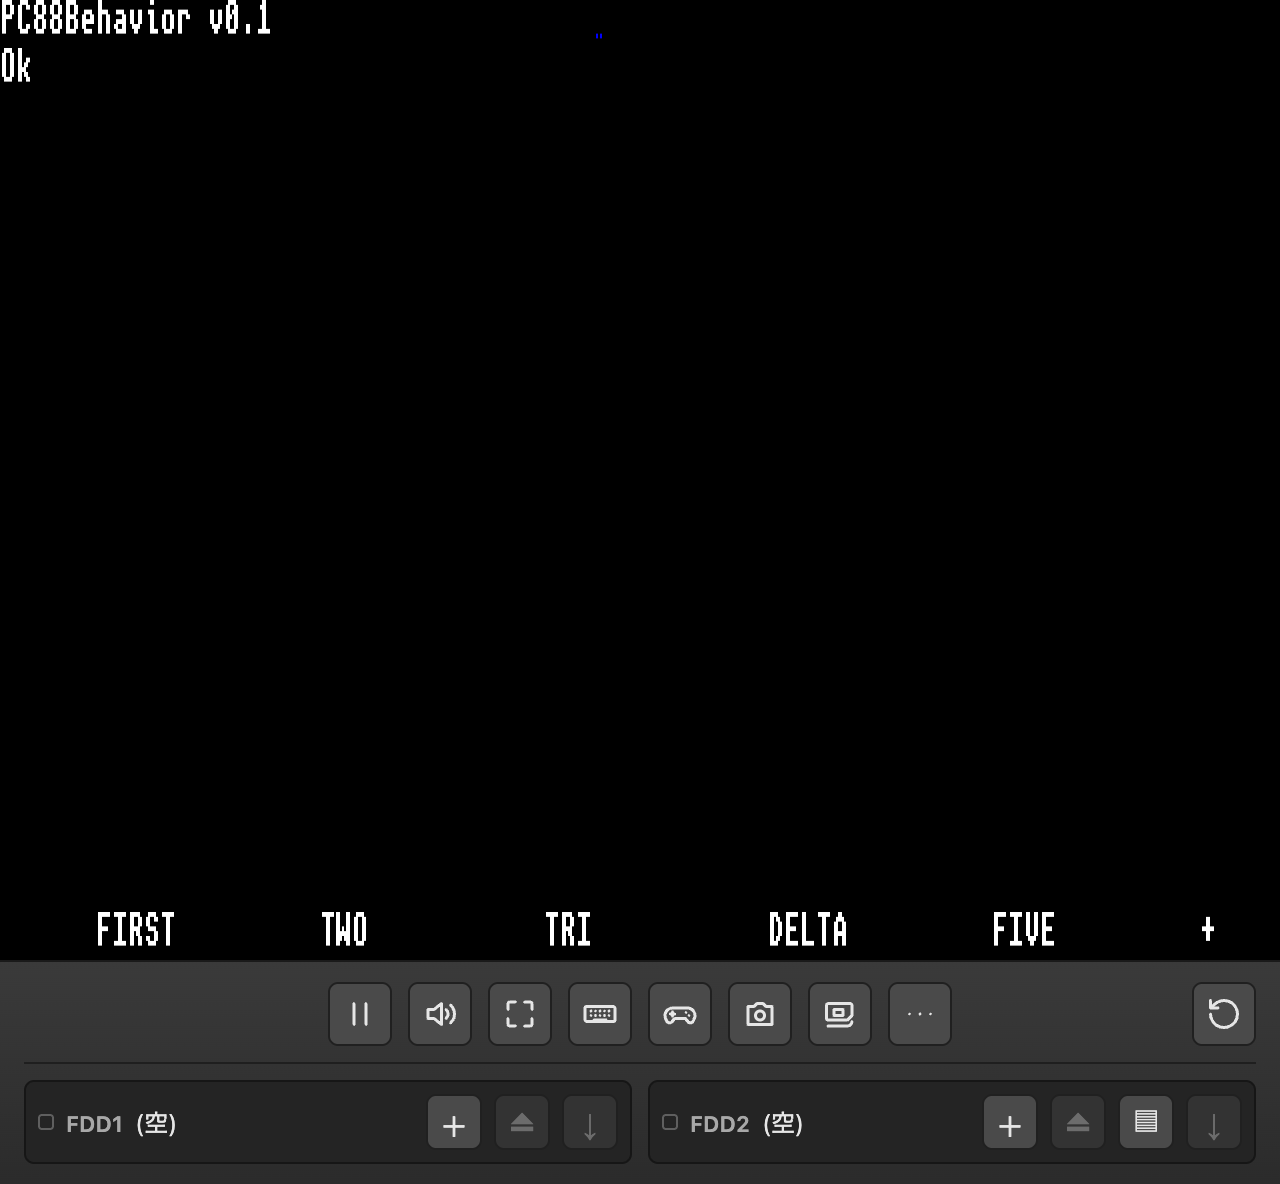 PC88Behavior v0.1
Ok
FIRST TWO TRI DELTA FIVE +
FDD1 (空) FDD2 (空)